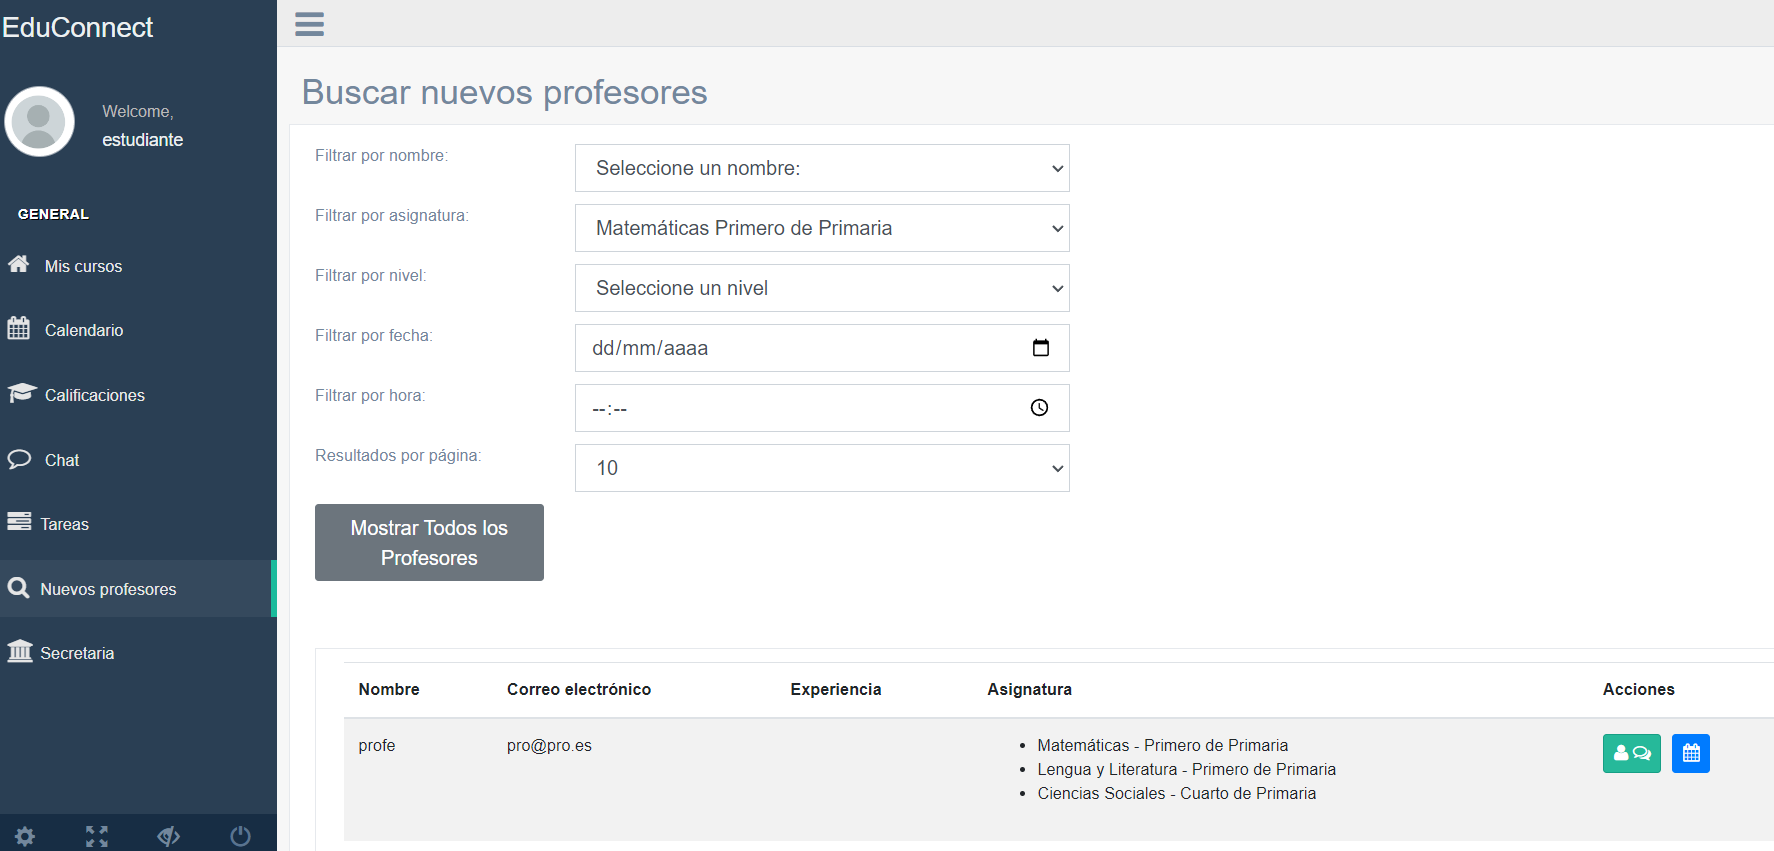 EduConnect
Welcome,
estudiante
GENERAL
Mis cursos
Calendario
Calificaciones
Chat
Tareas
Nuevos profesores
Secretaria
Buscar nuevos profesores
Filtrar por nombre:
Seleccione un nombre:
Filtrar por asignatura:
Matemáticas Primero de Primaria
Filtrar por nivel:
Seleccione un nivel
Filtrar por fecha:
dd/mm/aaaa
Filtrar por hora:
--:--
Resultados por página:
10
Mostrar Todos los
Profesores
Nombre Correo electrónico Experiencia Asignatura Acciones
profe pro@pro.es
• Matemáticas - Primero de Primaria
• Lengua y Literatura - Primero de Primaria
• Ciencias Sociales - Cuarto de Primaria